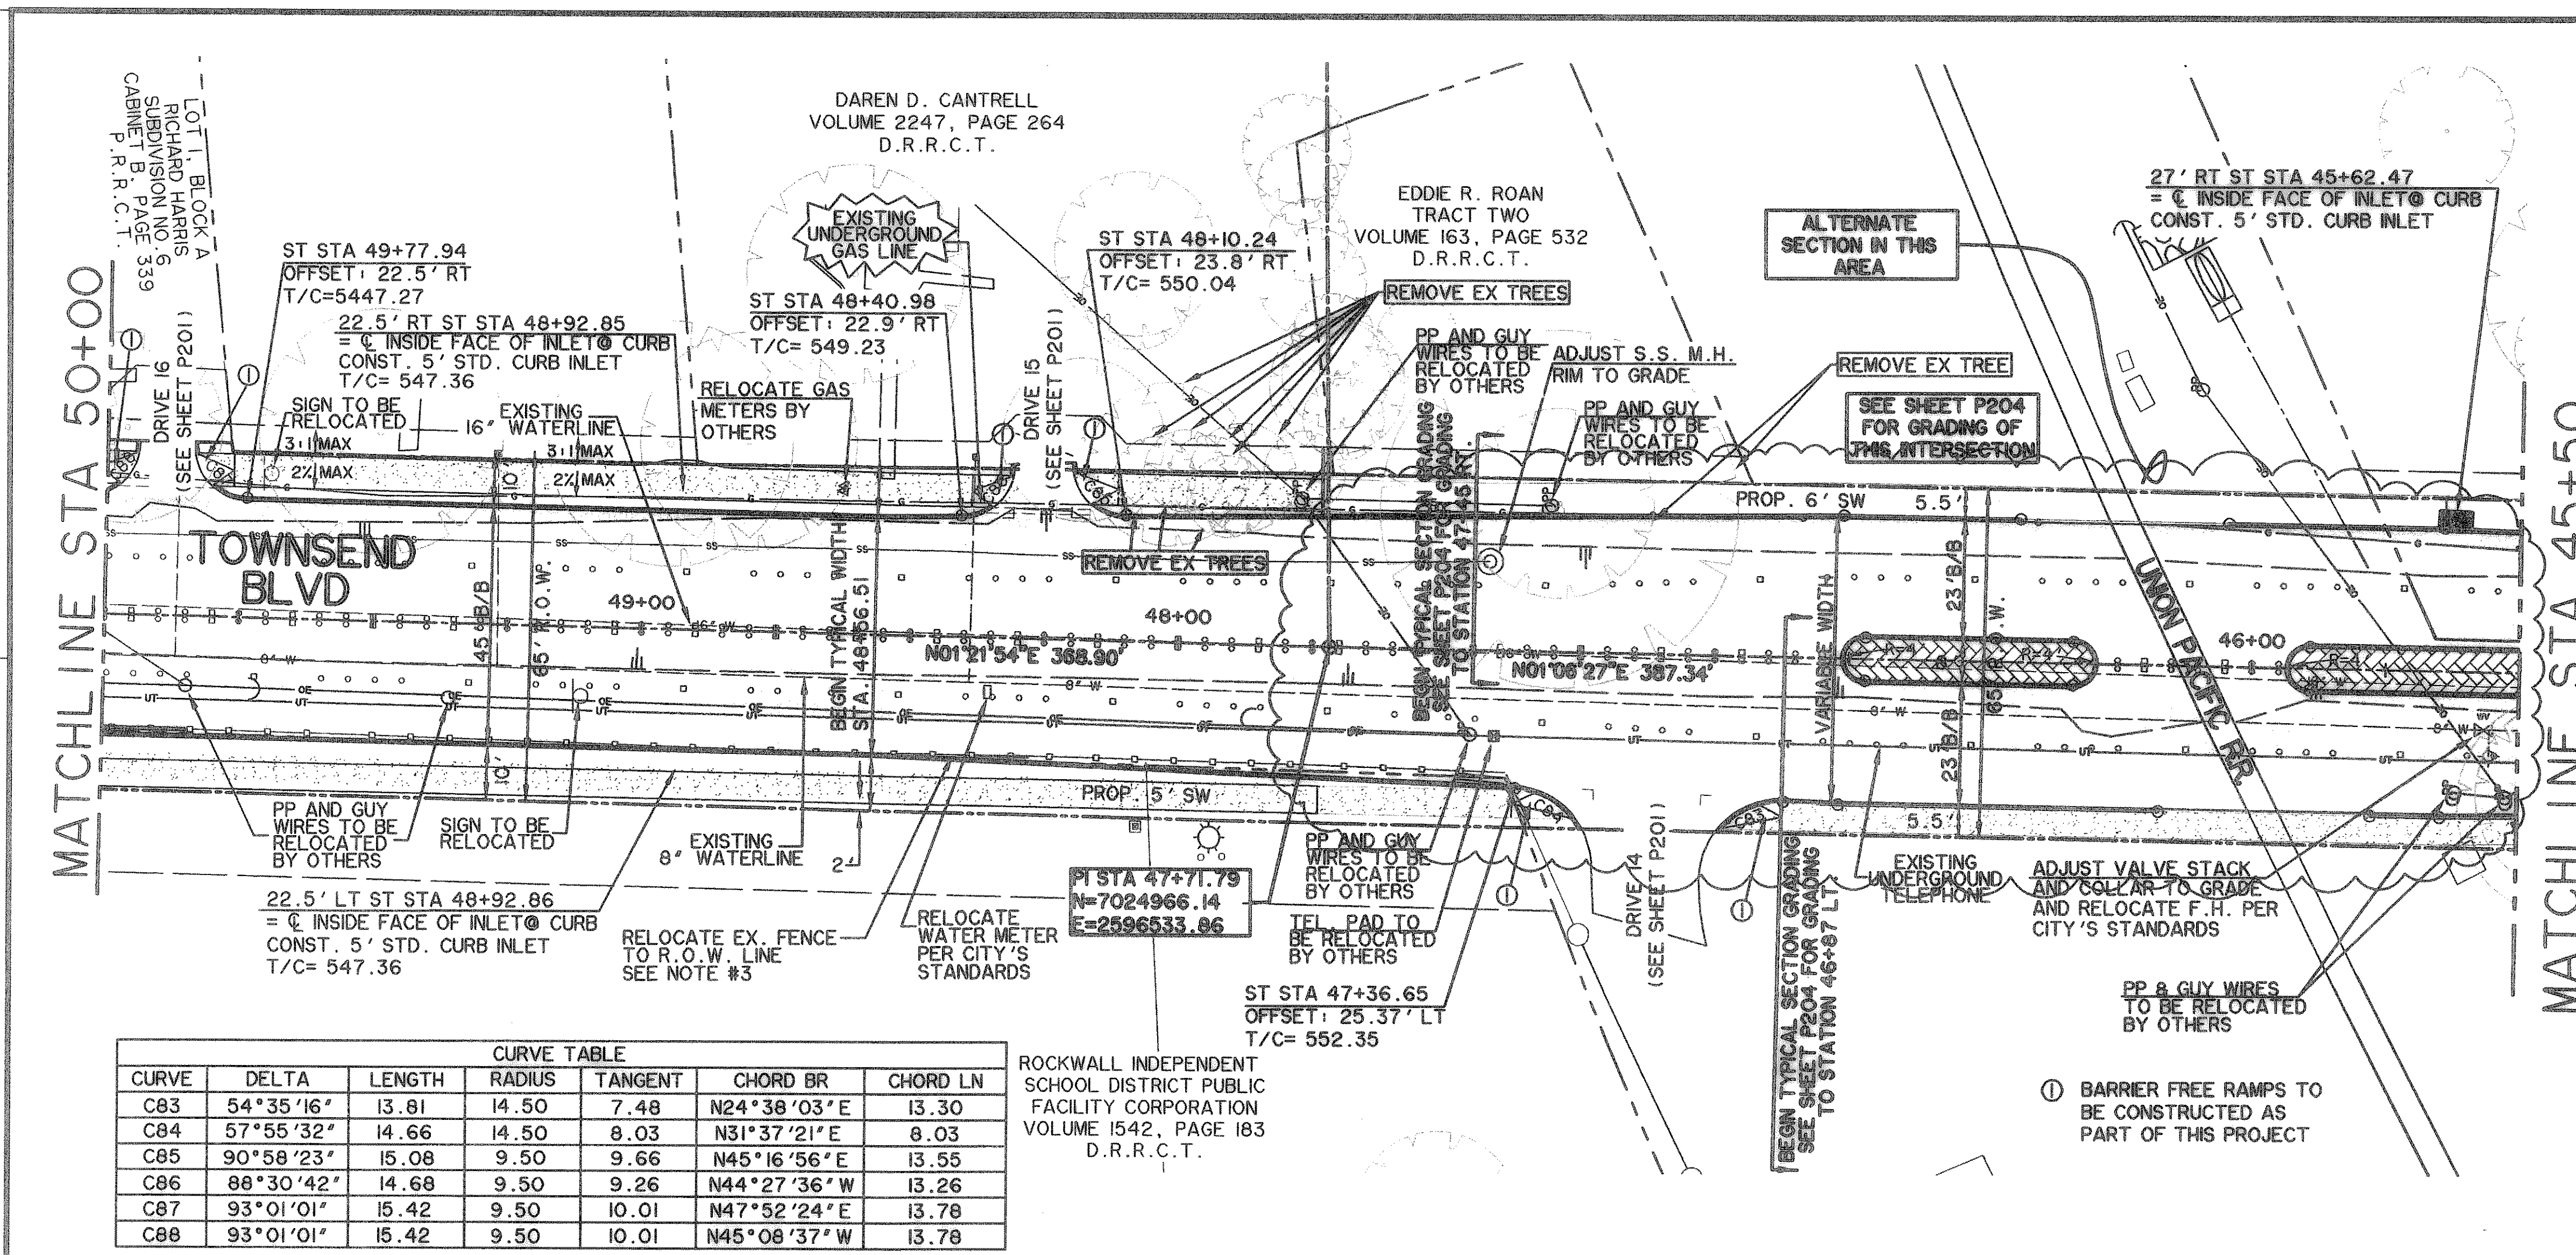 MATCHLINE STA 50+00
LOT 1, BLOCK A
RICHARD HARRIS
SUBDIVISION NO. 6
CABINET B, PAGE 339
P.R.R.C.T.
DRIVE 16
(SEE SHEET P201)
ST STA 49+77.94
OFFSET: 22.5' RT
T/C=5447.27
22.5' RT ST STA 48+92.85
= ℄ INSIDE FACE OF INLET@ CURB
CONST. 5' STD. CURB INLET
T/C= 547.36
SIGN TO BE
RELOCATED
EXISTING
16" WATERLINE
3:1 MAX
2% MAX
3:1 MAX
2% MAX
DAREN D. CANTRELL
VOLUME 2247, PAGE 264
D.R.R.C.T.
EXISTING
UNDERGROUND
GAS LINE
ST STA 48+40.98
OFFSET: 22.9' RT
T/C= 549.23
RELOCATE GAS
METERS BY
OTHERS
DRIVE 15
(SEE SHEET P201)
ST STA 48+10.24
OFFSET: 23.8' RT
T/C= 550.04
EDDIE R. ROAN
TRACT TWO
VOLUME 163, PAGE 532
D.R.R.C.T.
REMOVE EX TREES
PP AND GUY
WIRES TO BE
RELOCATED
BY OTHERS
ADJUST S.S. M.H.
RIM TO GRADE
PP AND GUY
WIRES TO BE
RELOCATED
BY OTHERS
ALTERNATE
SECTION IN THIS
AREA
REMOVE EX TREE
SEE SHEET P204
FOR GRADING OF
THIS INTERSECTION
27' RT ST STA 45+62.47
= ℄ INSIDE FACE OF INLET@ CURB
CONST. 5' STD. CURB INLET
MATCHLINE STA 45+50
PROP. 6' SW
5.5'
TOWNSEND
BLVD
10'
45' B/B
65' R.O.W.
10'
49+00
BEGIN TYPICAL WIDTH
STA. 48+56.51
REMOVE EX TREES
48+00
N01°21'54"E 368.90'
BEGIN TYPICAL SECTION GRADING
SEE SHEET P204 FOR GRADING
TO STATION 47+45 RT.
N01°06'27"E 387.34'
VARIABLE WIDTH
23' B/B
23' B/B
R=4'
R=4'
UNION PACIFIC RR.
46+00
PROP. 5' SW
5.5'
2'
PP AND GUY
WIRES TO BE
RELOCATED
BY OTHERS
SIGN TO BE
RELOCATED
EXISTING
8" WATERLINE
22.5' LT ST STA 48+92.86
= ℄ INSIDE FACE OF INLET@ CURB
CONST. 5' STD. CURB INLET
T/C= 547.36
RELOCATE EX. FENCE
TO R.O.W. LINE
SEE NOTE #3
RELOCATE
WATER METER
PER CITY'S
STANDARDS
PI STA 47+71.79
N=7024966.14
E=2596533.86
PP AND GUY
WIRES TO BE
RELOCATED
BY OTHERS
TEL. PAD TO
BE RELOCATED
BY OTHERS
ST STA 47+36.65
OFFSET: 25.37' LT
T/C= 552.35
C84
C83
DRIVE 14
(SEE SHEET P201)
BEGIN TYPICAL SECTION GRADING
SEE SHEET P204 FOR GRADING
TO STATION 46+87 LT.
EXISTING
UNDERGROUND
TELEPHONE
ADJUST VALVE STACK
AND COLLAR TO GRADE
AND RELOCATE F.H. PER
CITY'S STANDARDS
PP & GUY WIRES
TO BE RELOCATED
BY OTHERS
ROCKWALL INDEPENDENT
SCHOOL DISTRICT PUBLIC
FACILITY CORPORATION
VOLUME 1542, PAGE 183
D.R.R.C.T.
1 BARRIER FREE RAMPS TO
BE CONSTRUCTED AS
PART OF THIS PROJECT
CURVE TABLE
CURVE DELTA LENGTH RADIUS TANGENT CHORD BR CHORD LN
C83 54°35'16" 13.81 14.50 7.48 N24°38'03"E 13.30
C84 57°55'32" 14.66 14.50 8.03 N31°37'21"E 8.03
C85 90°58'23" 15.08 9.50 9.66 N45°16'56"E 13.55
C86 88°30'42" 14.68 9.50 9.26 N44°27'36"W 13.26
C87 93°01'01" 15.42 9.50 10.01 N47°52'24"E 13.78
C88 93°01'01" 15.42 9.50 10.01 N45°08'37"W 13.78